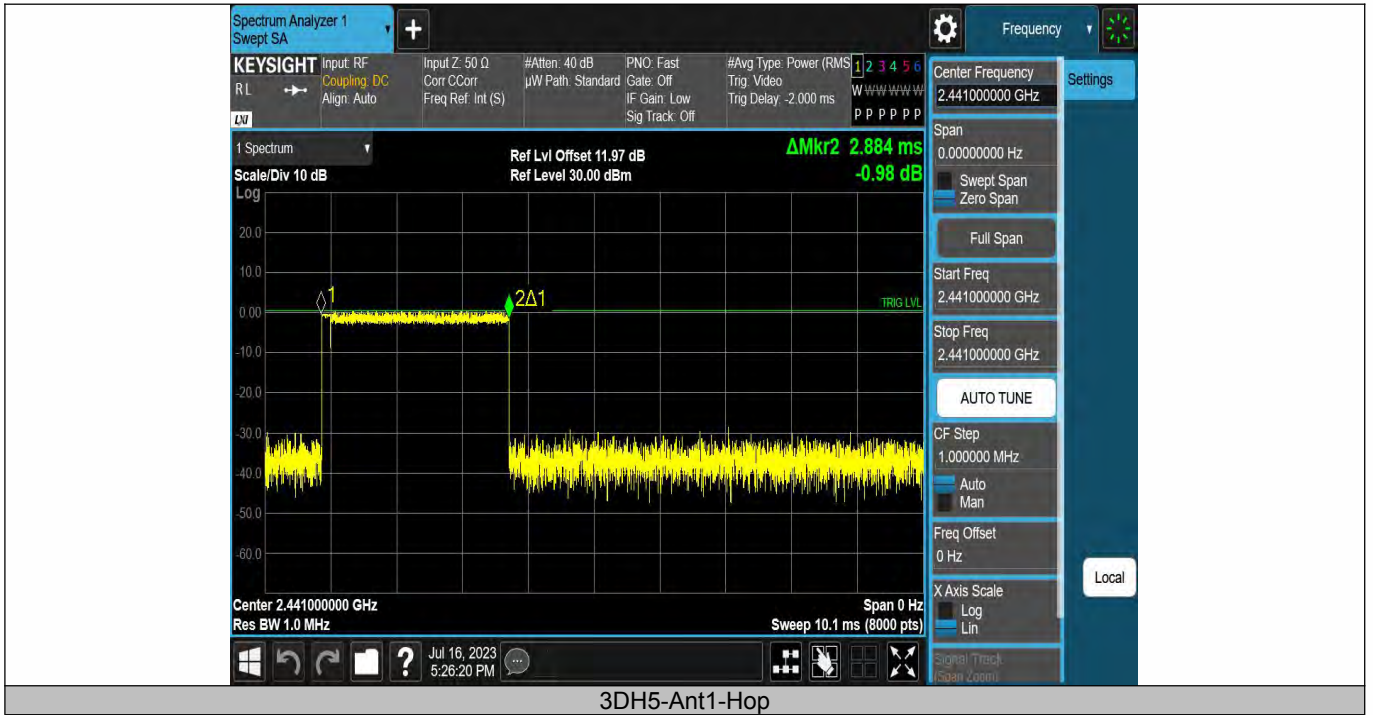 Spectrum Analyzer 1
Swept SA
+
Frequency
KEYSIGHT
RL
LXI
Input: RF
Coupling: DC
Align: Auto
Input Z: 50 Ω
Corr CCorr
Freq Ref: Int (S)
#Atten: 40 dB
µW Path: Standard
PNO: Fast
Gate: Off
IF Gain: Low
Sig Track: Off
#Avg Type: Power (RMS
Trig: Video
Trig Delay: -2.000 ms
1 2 3 4 5 6
W W W W W W
P P P P P P
1 Spectrum
Scale/Div 10 dB
Ref Lvl Offset 11.97 dB
Ref Level 30.00 dBm
ΔMkr2 2.884 ms
-0.98 dB
Log
20.0
10.0
0.00
-10.0
-20.0
-30.0
-40.0
-50.0
-60.0
1
2Δ1
TRIG LVL
Center 2.441000000 GHz
Res BW 1.0 MHz
Span 0 Hz
Sweep 10.1 ms (8000 pts)
Center Frequency
2.441000000 GHz
Settings
Span
0.00000000 Hz
Swept Span
Zero Span
Full Span
Start Freq
2.441000000 GHz
Stop Freq
2.441000000 GHz
AUTO TUNE
CF Step
1.000000 MHz
Auto
Man
Freq Offset
0 Hz
X Axis Scale
Log
Lin
Signal Track
(Span Zoom)
Local
?
Jul 16, 2023
5:26:20 PM
3DH5-Ant1-Hop